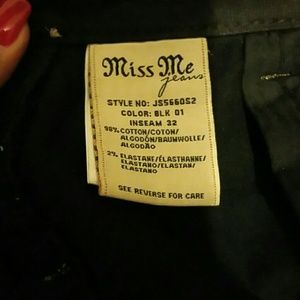 Miss Me
jeans
STYLE NO: JS5660S2
COLOR: BLK 01
INSEAM 32
98% COTTON/COTON/
ALGODÓN/BAUMWOLLE/
ALGODÃO
2% ELASTANE/ÉLASTHANNE/
ELASTANO/ELASTAN/
ELASTANO
SEE REVERSE FOR CARE